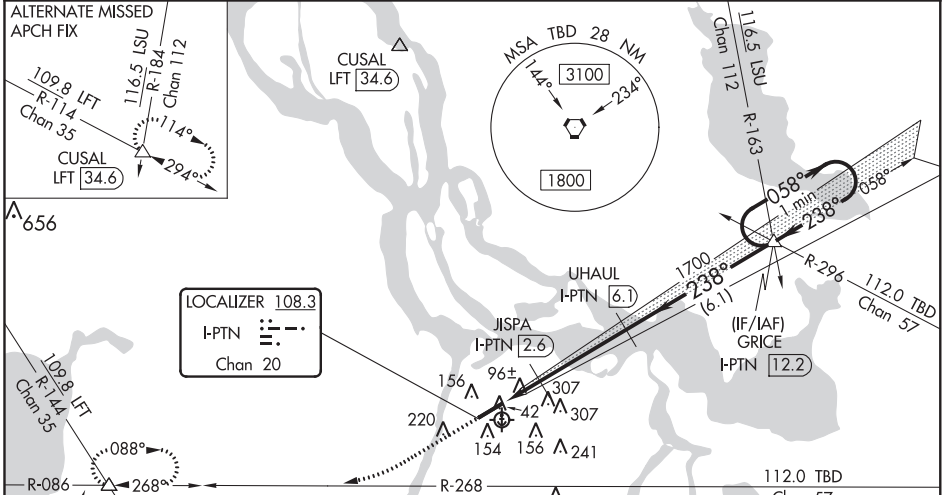 ALTERNATE MISSED
APCH FIX
116.5 LSU
R-184
Chan 112
109.8 LFT
R-114
Chan 35
114°
294°
CUSAL
LFT 34.6
656
CUSAL
LFT 34.6
MSA TBD 28 NM
144°
3100
234°
1800
116.5 LSU
Chan 112
R-163
058°
1 min
238°
058°
1700
238°
(6.1)
UHAUL
I-PTN 6.1
R-296
112.0 TBD
Chan 57
(IF/IAF)
GRICE
I-PTN 12.2
LOCALIZER 108.3
I-PTN
Chan 20
JISPA
I-PTN 2.6
96±
156
307
42
307
220
154
156
241
109.8 LFT
R-144
Chan 35
088°
R-086
268°
R-268
112.0 TBD
Chan 57